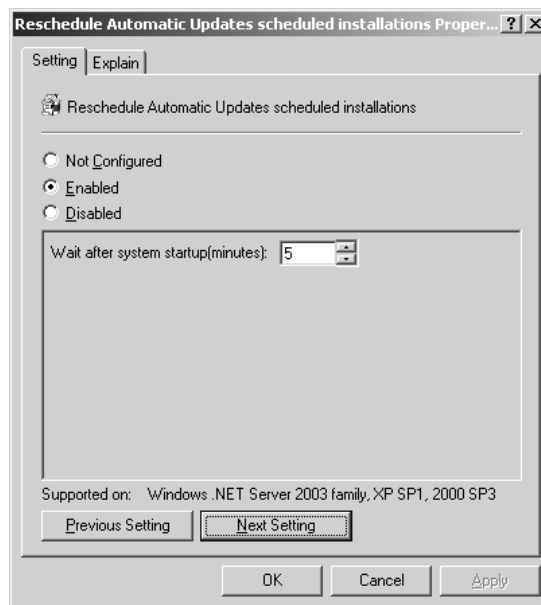 Reschedule Automatic Updates scheduled installations Proper...
Setting
Explain
Reschedule Automatic Updates scheduled installations
Not Configured
Enabled
Disabled
Wait after system startup(minutes): 5
Supported on: Windows .NET Server 2003 family, XP SP1, 2000 SP3
Previous Setting
Next Setting
OK
Cancel
Apply